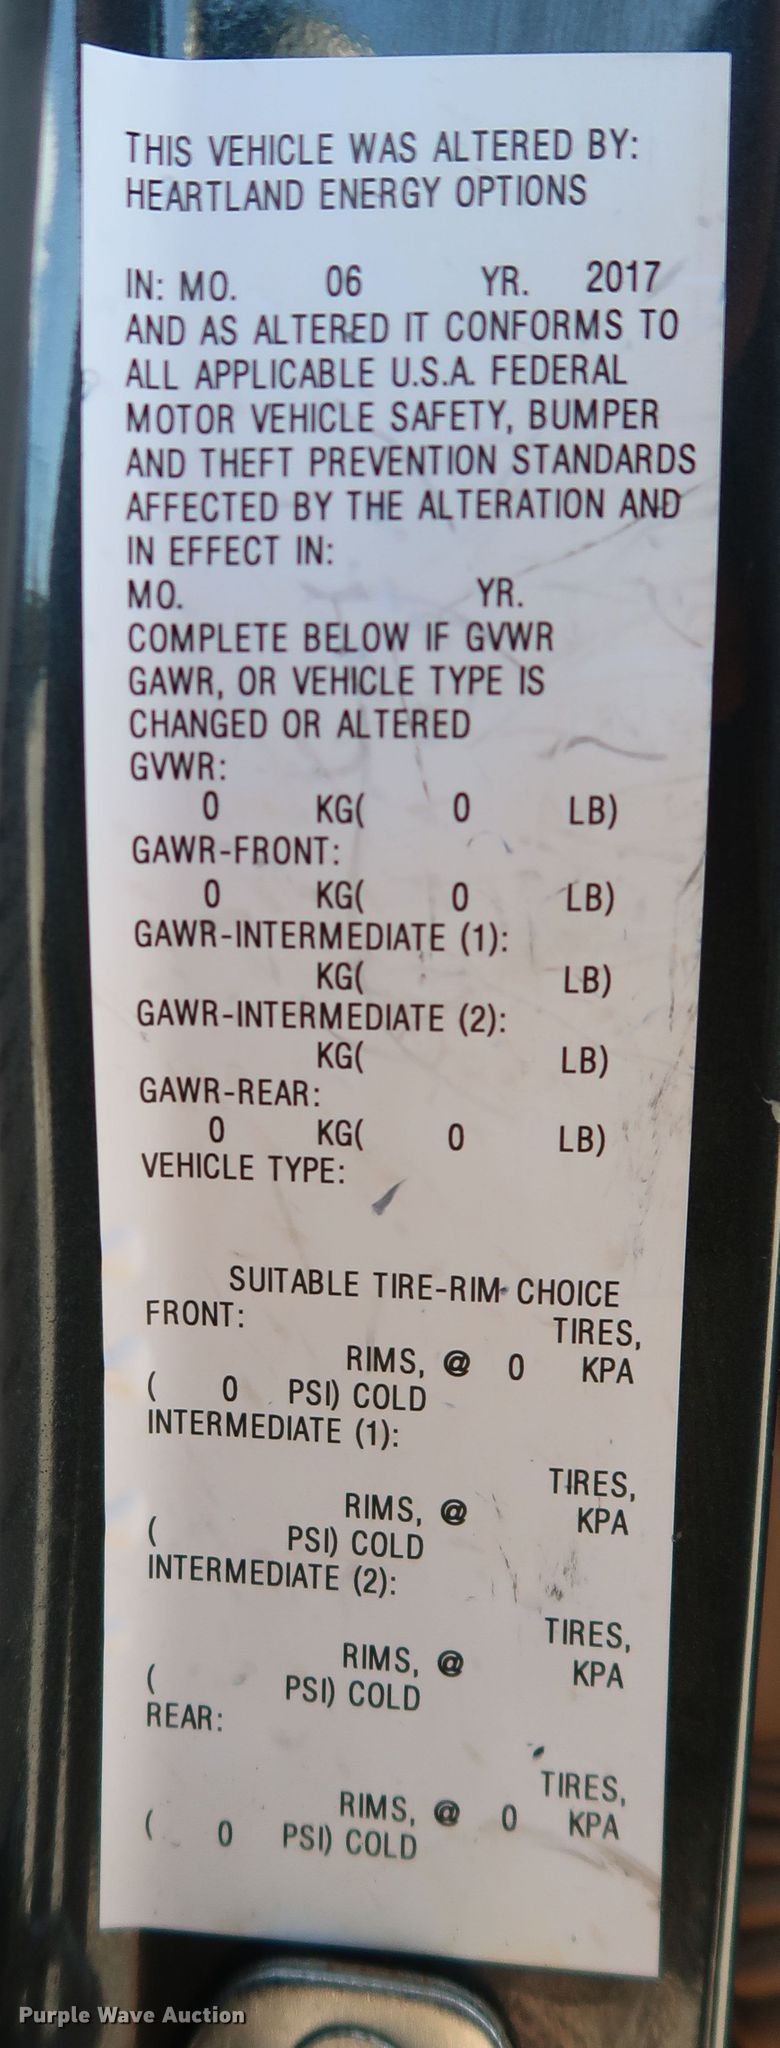 THIS VEHICLE WAS ALTERED BY:
HEARTLAND ENERGY OPTIONS
IN: MO. 06 YR. 2017
AND AS ALTERED IT CONFORMS TO
ALL APPLICABLE U.S.A. FEDERAL
MOTOR VEHICLE SAFETY, BUMPER
AND THEFT PREVENTION STANDARDS
AFFECTED BY THE ALTERATION AND
IN EFFECT IN:
MO. YR.
COMPLETE BELOW IF GVWR
GAWR, OR VEHICLE TYPE IS
CHANGED OR ALTERED
GVWR:
0 KG( 0 LB)
GAWR-FRONT:
0 KG( 0 LB)
GAWR-INTERMEDIATE (1):
KG( LB)
GAWR-INTERMEDIATE (2):
KG( LB)
GAWR-REAR:
0 KG( 0 LB)
VEHICLE TYPE:
SUITABLE TIRE-RIM CHOICE
FRONT: TIRES,
RIMS, @ 0 KPA
( 0 PSI) COLD
INTERMEDIATE (1):
TIRES,
RIMS, @ KPA
( PSI) COLD
INTERMEDIATE (2):
TIRES,
RIMS, @ KPA
( PSI) COLD
REAR:
TIRES,
RIMS, @ 0 KPA
( 0 PSI) COLD
Purple Wave Auction